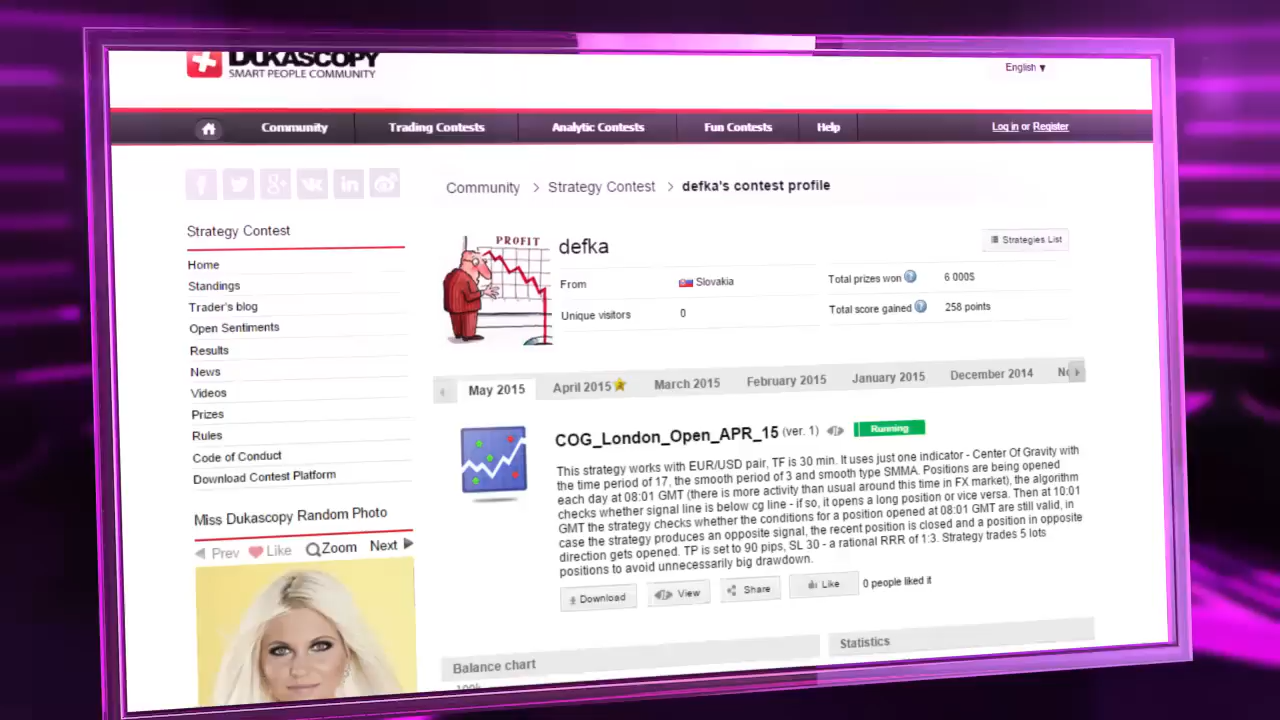 DUKASCOPY
SMART PEOPLE COMMUNITY
English ▼
Community
Trading Contests
Analytic Contests
Fun Contests
Help
Log in or Register
Community > Strategy Contest > defka's contest profile
Strategy Contest
Home
Standings
Trader's blog
Open Sentiments
Results
News
Videos
Prizes
Rules
Code of Conduct
Download Contest Platform
Miss Dukascopy Random Photo
Prev Like Zoom Next
PROFIT
defka
Strategies List
From Slovakia
Total prizes won ? 6 000$
Unique visitors 0
Total score gained ? 258 points
May 2015 April 2015 March 2015 February 2015 January 2015 December 2014 No
COG_London_Open_APR_15 (ver. 1) Running
This strategy works with EUR/USD pair, TF is 30 min. It uses just one indicator - Center Of Gravity with
the time period of 17, the smooth period of 3 and smooth type SMMA. Positions are being opened
each day at 08:01 GMT (there is more activity than usual around this time in FX market), the algorithm
checks whether signal line is below cg line - if so, it opens a long position or vice versa. Then at 10:01
GMT the strategy checks whether the conditions for a position opened at 08:01 GMT are still valid, in
case the strategy produces an opposite signal, the recent position is closed and a position in opposite
direction gets opened. TP is set to 90 pips, SL 30 - a rational RRR of 1:3. Strategy trades 5 lots
positions to avoid unnecessarily big drawdown.
Download View Share Like 0 people liked it
Balance chart
Statistics